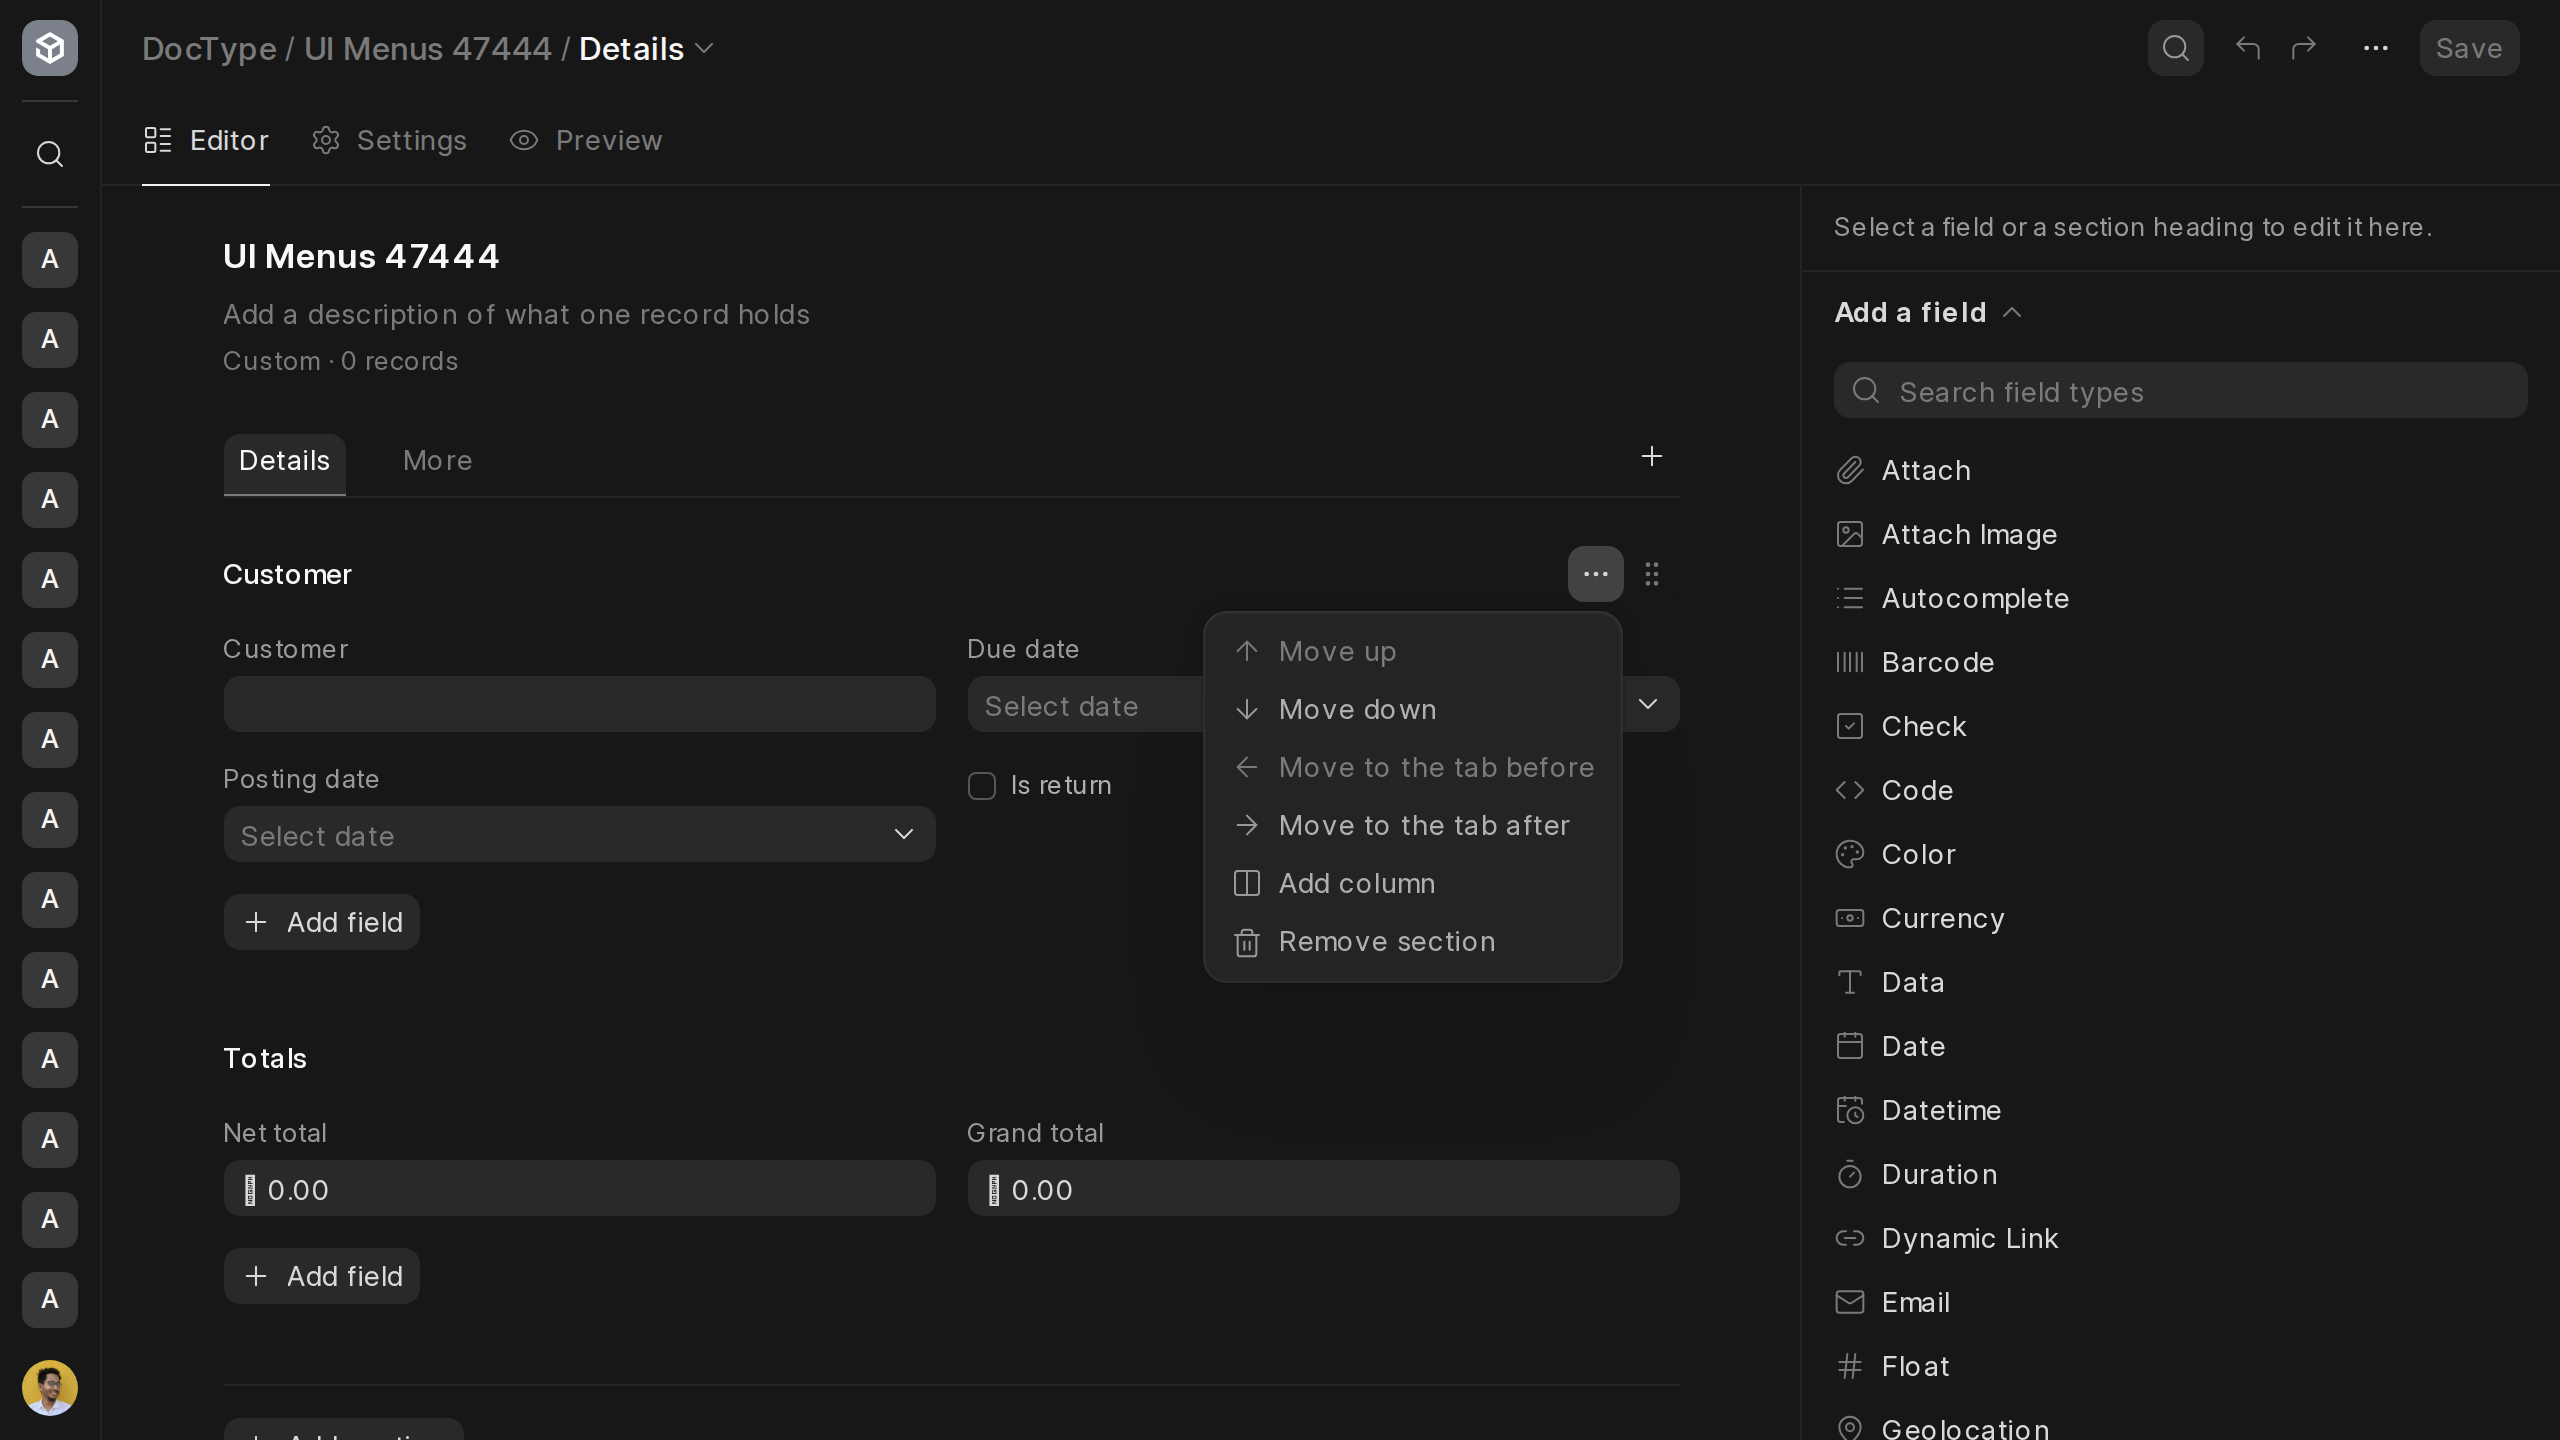 DocType / UI Menus 47444 / Details
Save
Editor
Settings
Preview
A
A
A
A
A
A
A
A
A
A
A
A
A
A
UI Menus 47444
Add a description of what one record holds
Custom · 0 records
Details
More
Customer
Customer
Due date
Select date
Posting date
Select date
Is return
Add field
Move up
Move down
Move to the tab before
Move to the tab after
Add column
Remove section
Totals
Net total
Grand total
0.00
0.00
Add field
Select a field or a section heading to edit it here.
Add a field
Search field types
Attach
Attach Image
Autocomplete
Barcode
Check
Code
Color
Currency
Data
Date
Datetime
Duration
Dynamic Link
Email
Float
Geolocation